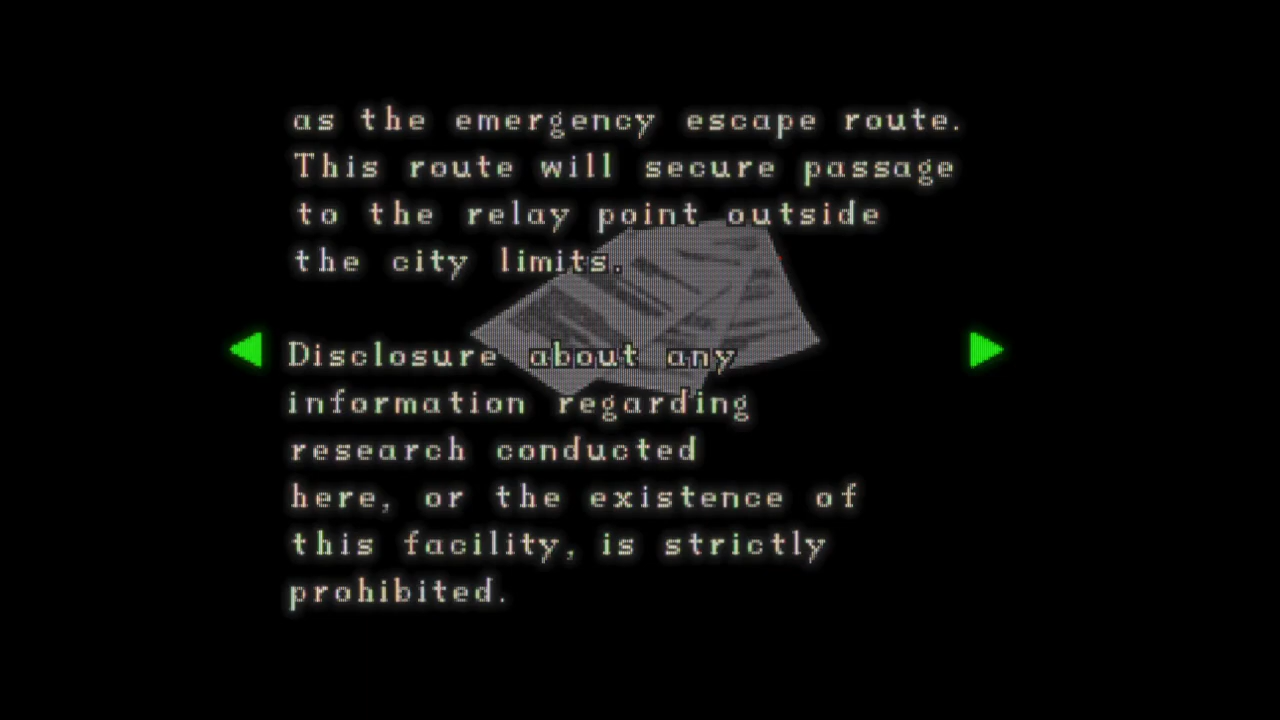 as the emergency escape route.
This route will secure passage
to the relay point outside
the city limits.
Disclosure about any
information regarding
research conducted
here, or the existence of
this facility, is strictly
prohibited.